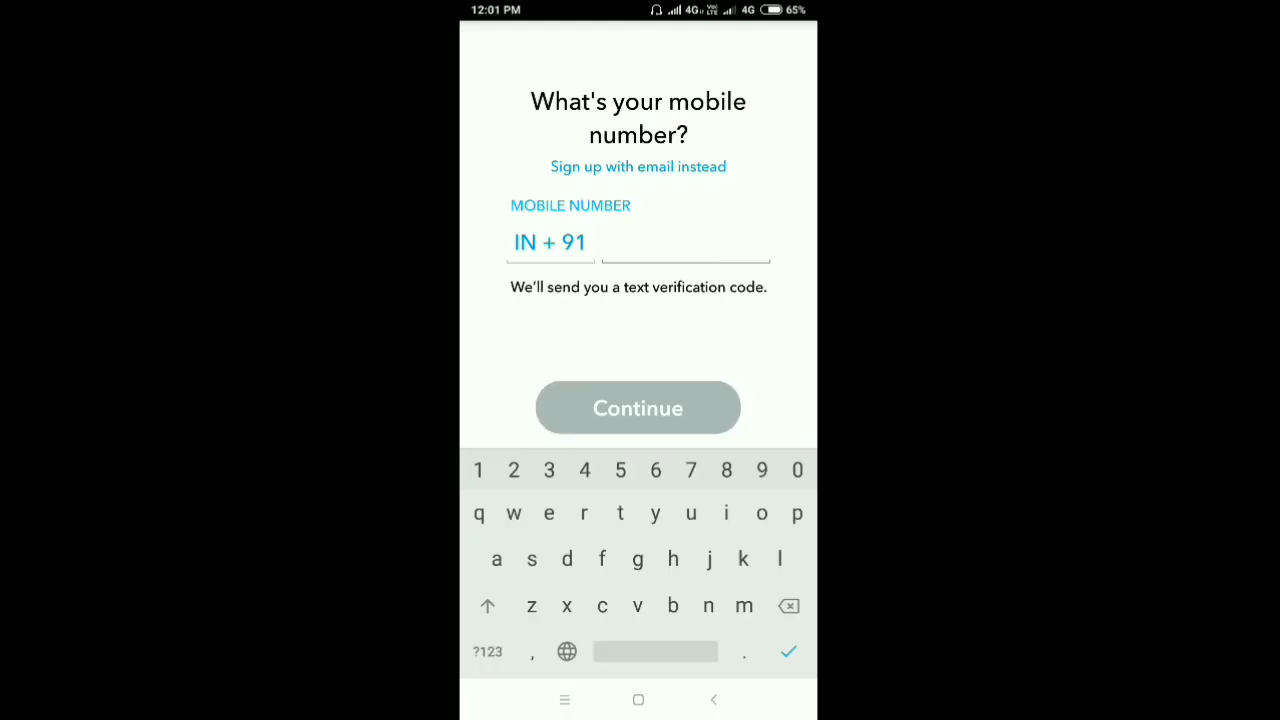 12:01 PM 4G VoLTE 4G 65%
What's your mobile
number?
Sign up with email instead
MOBILE NUMBER
IN + 91
We'll send you a text verification code.
Continue
1 2 3 4 5 6 7 8 9 0
q w e r t y u i o p
a s d f g h j k l
z x c v b n m
?123 , .